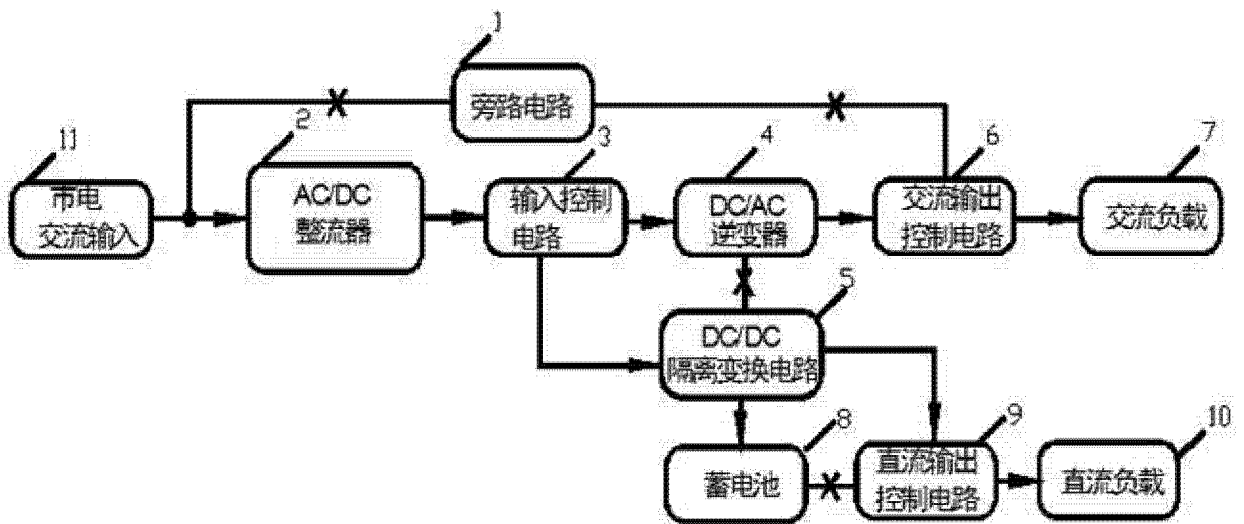 1
旁路电路
11
市电
交流输入
2
AC/DC
整流器
3
输入控制
电路
4
DC/AC
逆变器
6
交流输出
控制电路
7
交流负载
5
DC/DC
隔离变换电路
8
蓄电池
9
直流输出
控制电路
10
直流负载